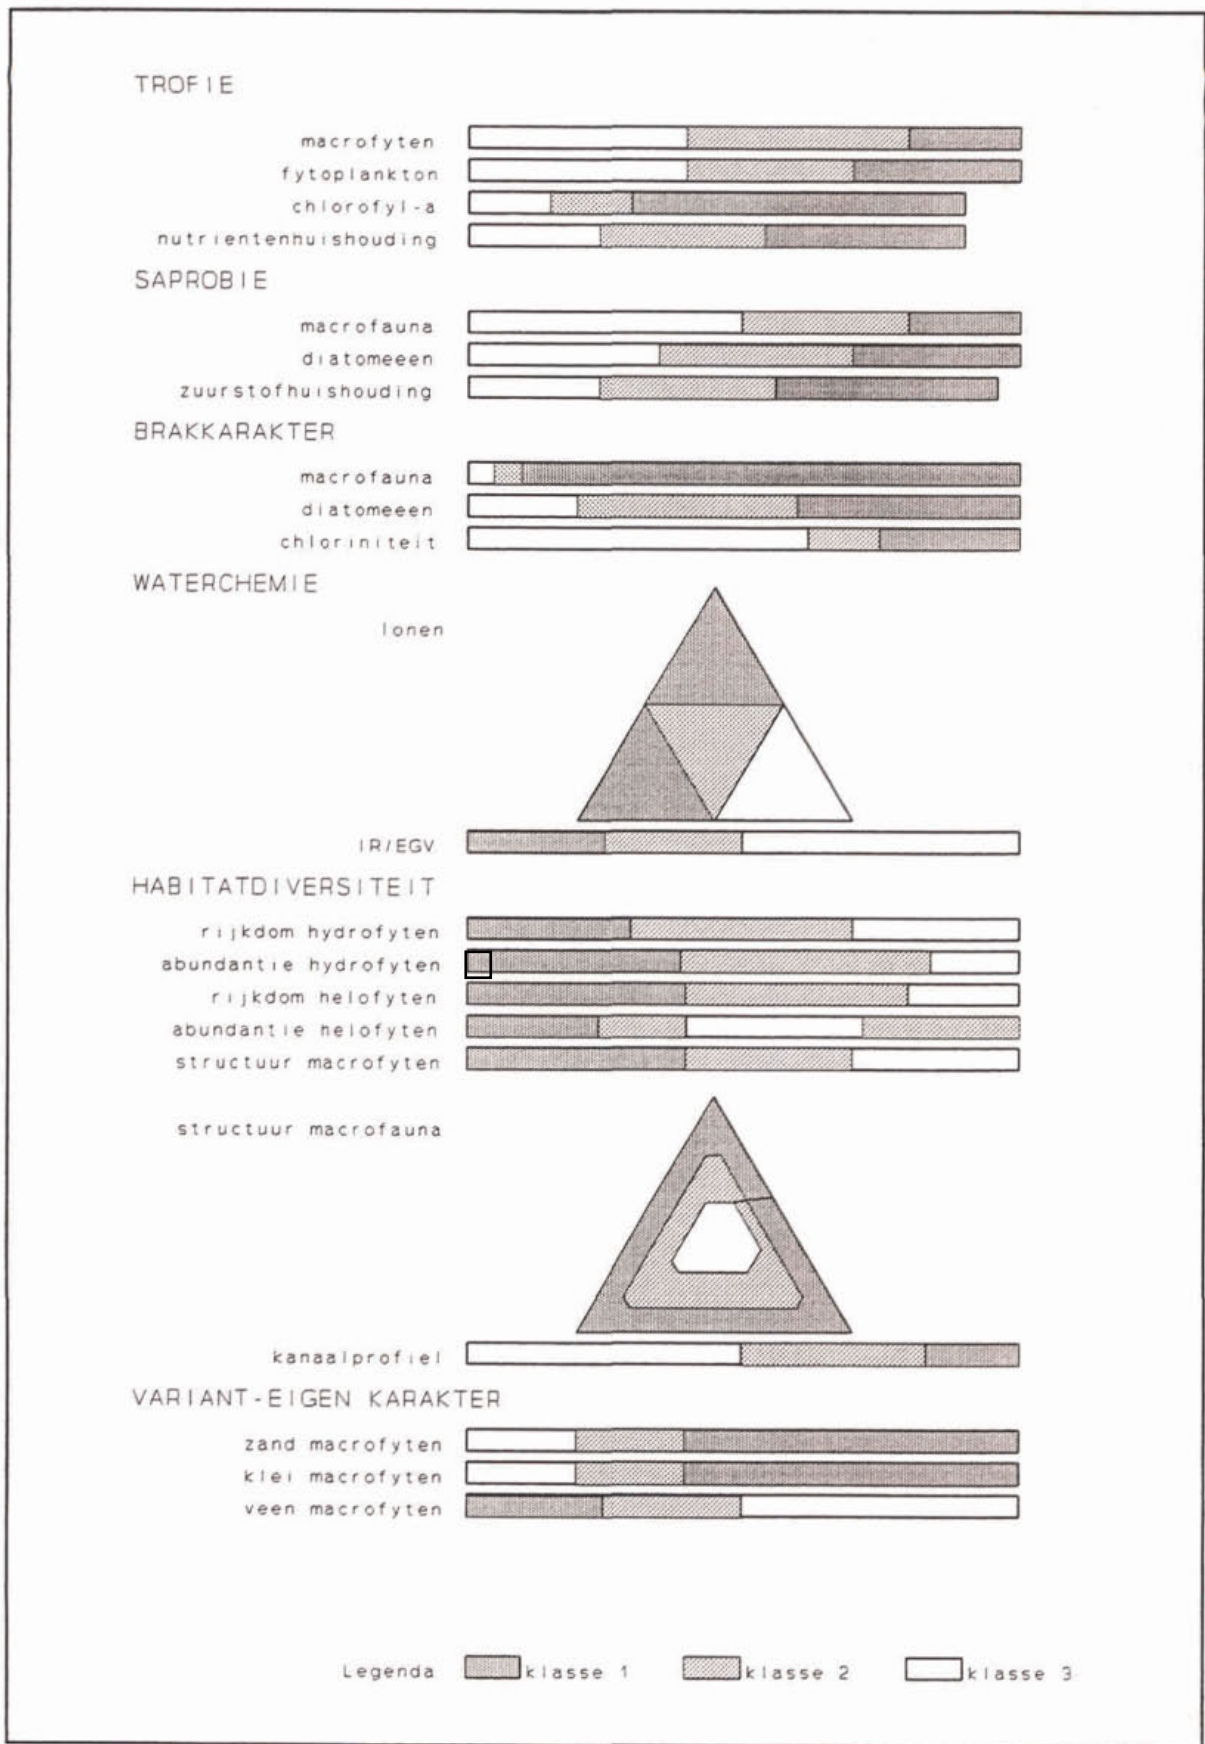 TROFIE
macrofyten
fytoplankton
chlorofyl-a
nutrientenhuishouding
SAPROBIE
macrofauna
diatomeeen
zuurstofhuishouding
BRAKKARAKTER
macrofauna
diatomeeen
chloriniteit
WATERCHEMIE
Ionen
IR/EGV
HABITATDIVERSITEIT
rijkdom hydrofyten
abundantie hydrofyten
rijkdom helofyten
abundantie helofyten
structuur macrofyten
structuur macrofauna
kanaalprofiel
VARIANT-EIGEN KARAKTER
zand macrofyten
klei macrofyten
veen macrofyten
Legenda klasse 1 klasse 2 klasse 3